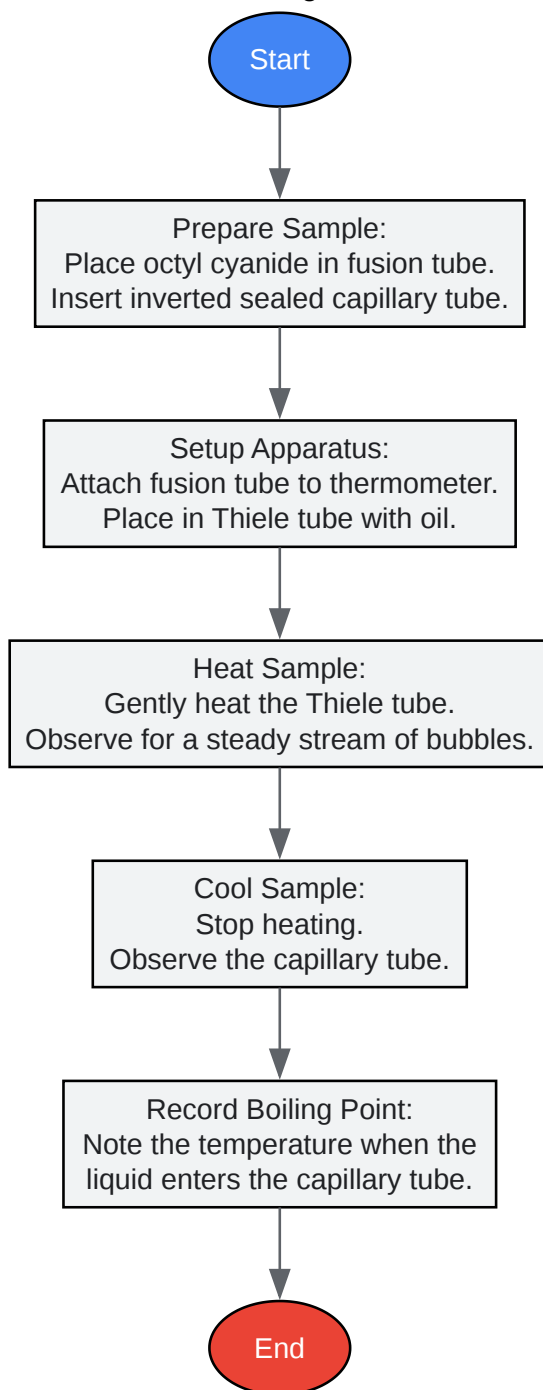 Start
Prepare Sample:
Place octyl cyanide in fusion tube.
Insert inverted sealed capillary tube.
Setup Apparatus:
Attach fusion tube to thermometer.
Place in Thiele tube with oil.
Heat Sample:
Gently heat the Thiele tube.
Observe for a steady stream of bubbles.
Cool Sample:
Stop heating.
Observe the capillary tube.
Record Boiling Point:
Note the temperature when the
liquid enters the capillary tube.
End